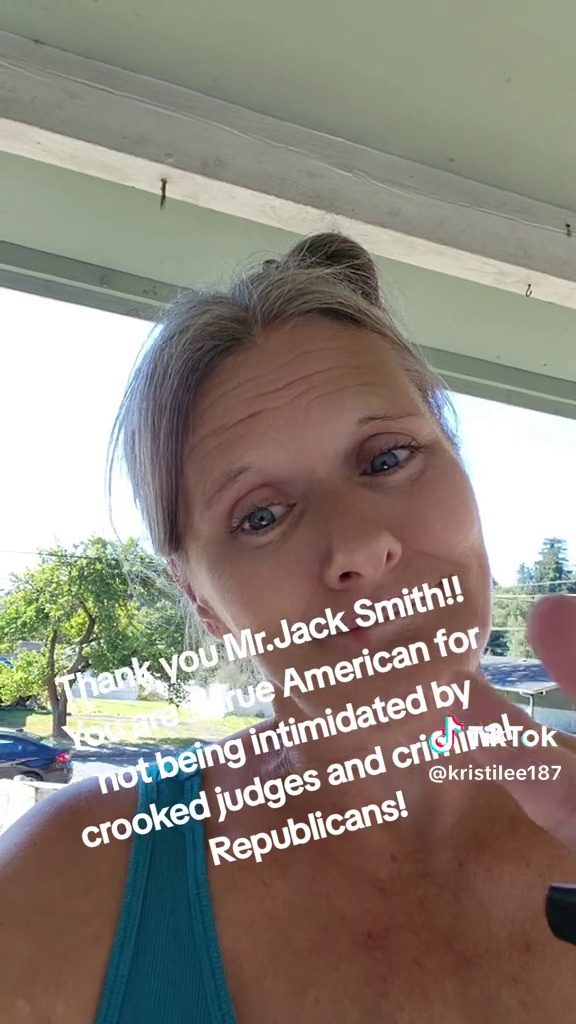 Thank you Mr.Jack Smith!!
You are a true American for
not being intimidated by
crooked judges and criminal
Republicans!
TikTok
@kristilee187